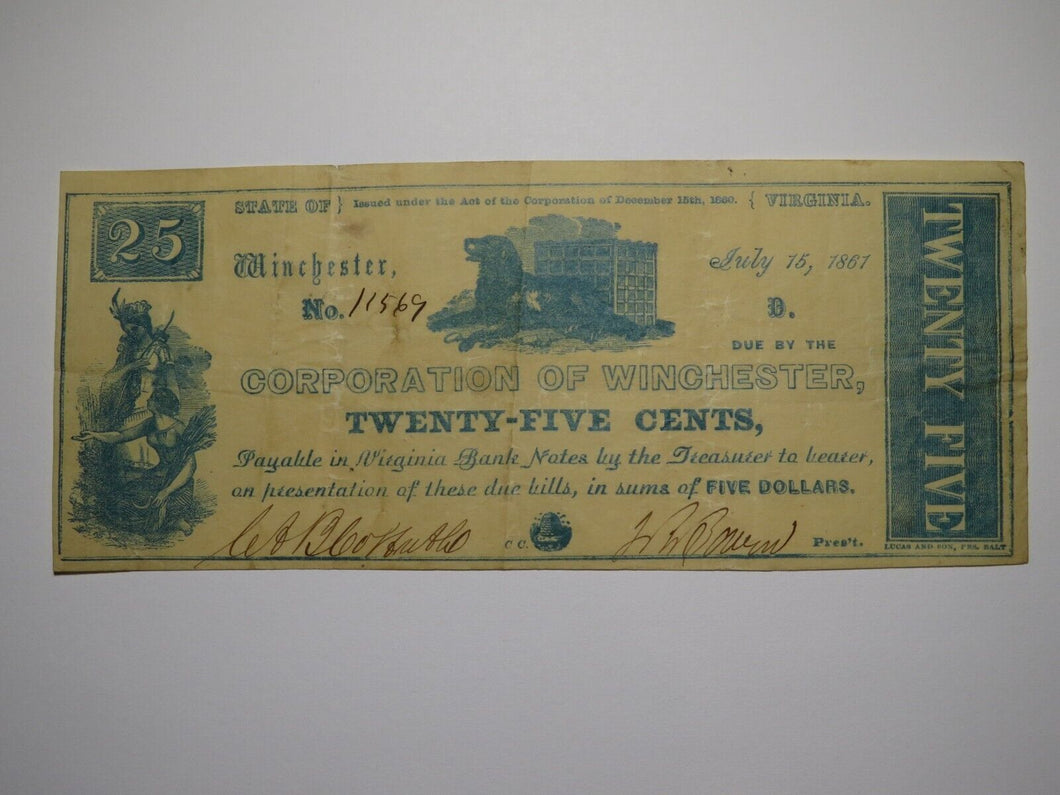 25
STATE OF } Issued under the Act of the Corporation of December 15th, 1860. { VIRGINIA.
Winchester, July 15, 1861
No. 11569 D.
DUE BY THE
CORPORATION OF WINCHESTER,
TWENTY-FIVE CENTS,
Payable in Virginia Bank Notes by the Treasurer to bearer,
on presentation of these due bills, in sums of FIVE DOLLARS.
C C. Pres't.
TWENTY FIVE
LUCAS AND SON, PRS. BALT